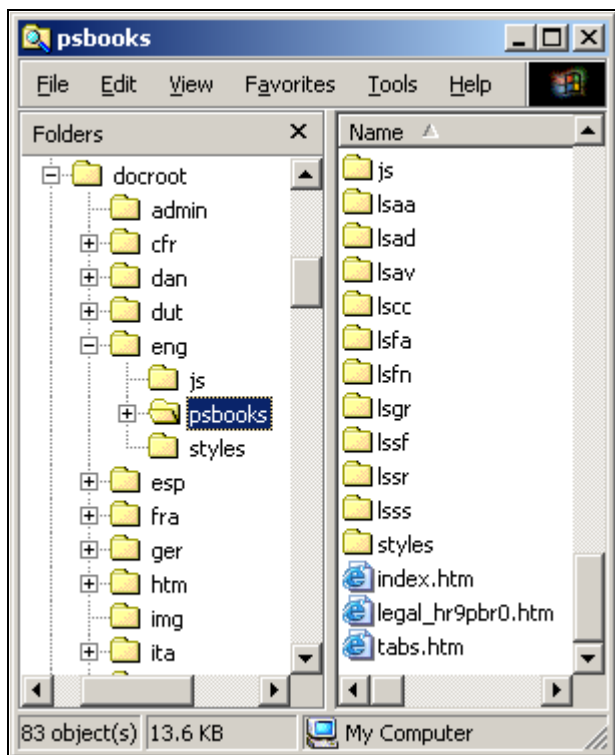 psbooks
File Edit View Favorites Tools Help
Folders
docroot
admin
cfr
dan
dut
eng
js
psbooks
styles
esp
fra
ger
htm
img
ita
Name
js
lsaa
lsad
lsav
lscc
lsfa
lsfn
lsgr
lssf
lssr
lsss
styles
index.htm
legal_hr9pbr0.htm
tabs.htm
83 object(s) 13.6 KB My Computer